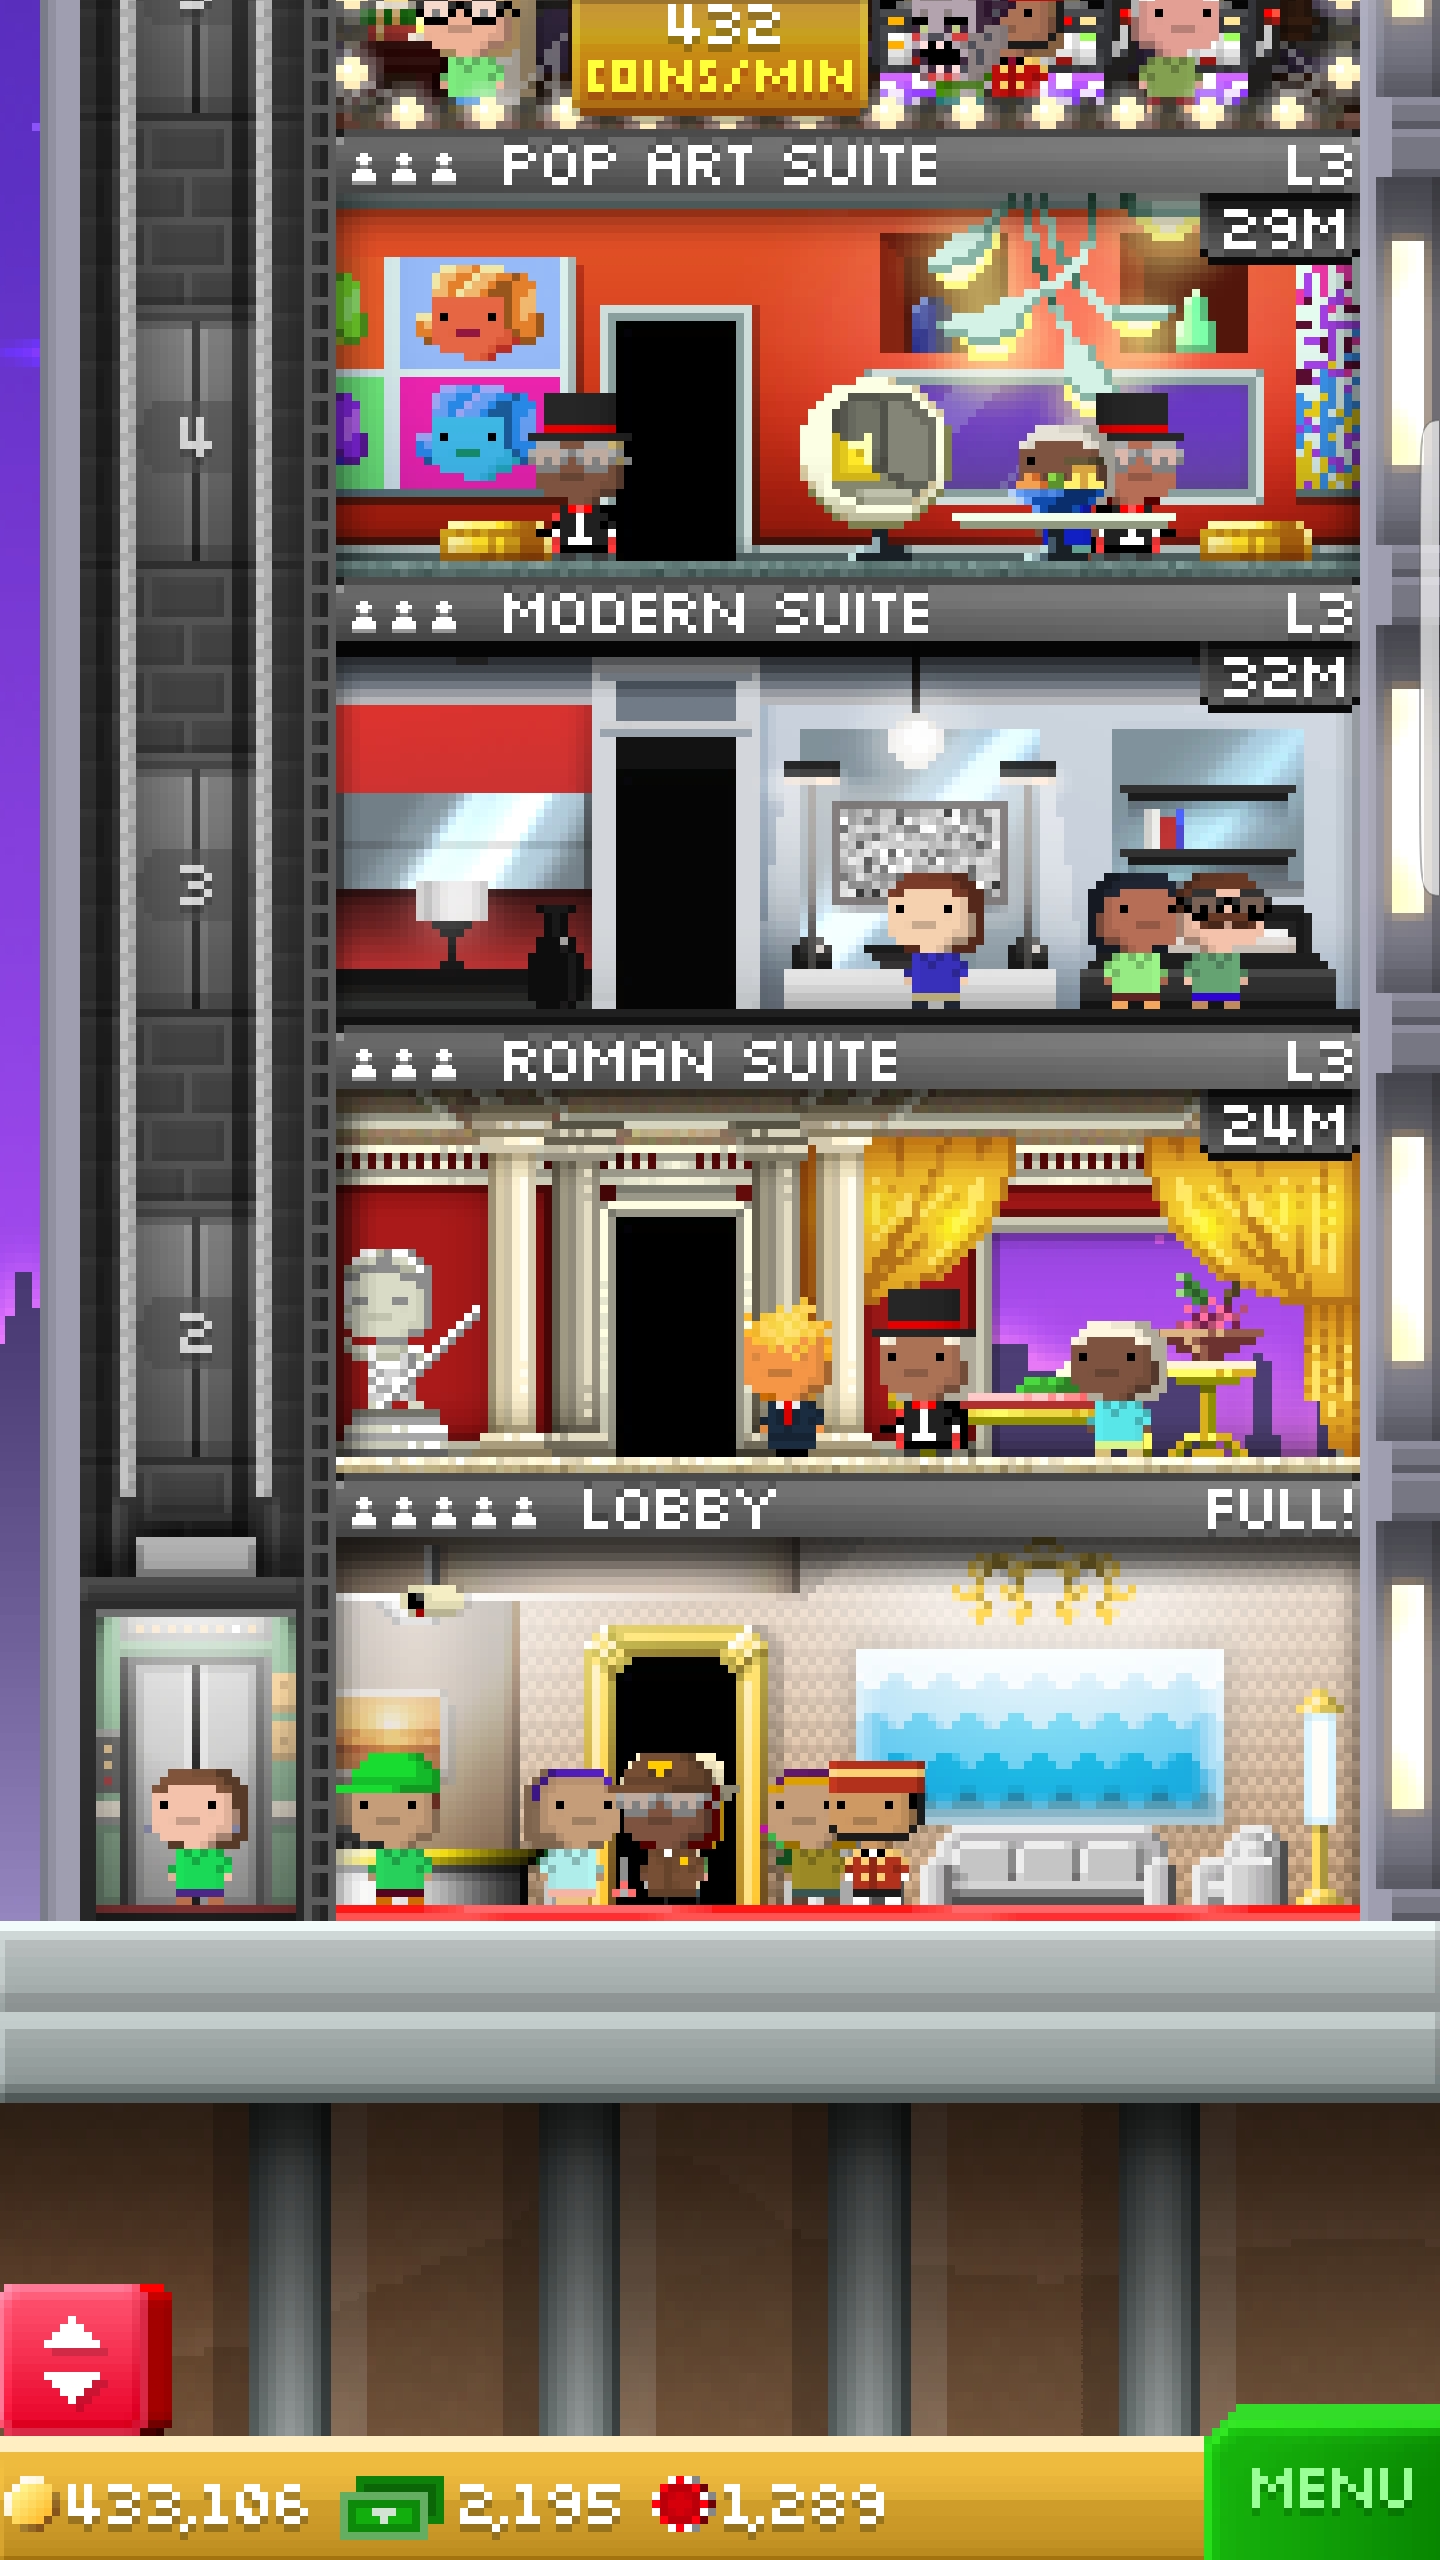 432
COINS/MIN
POP ART SUITE L3
29M
4
MODERN SUITE L3
32M
3
ROMAN SUITE L3
24M
2
LOBBY FULL!
433,106 2,195 1,289
MENU